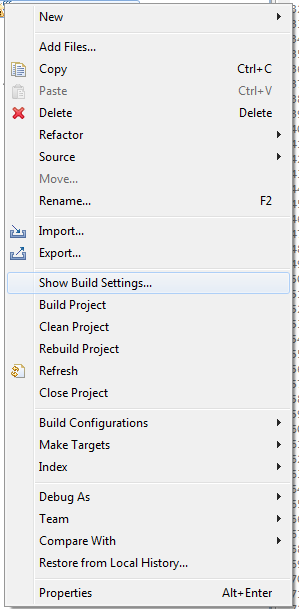 New
Add Files...
Copy Ctrl+C
Paste Ctrl+V
Delete Delete
Refactor
Source
Move...
Rename... F2
Import...
Export...
Show Build Settings...
Build Project
Clean Project
Rebuild Project
Refresh
Close Project
Build Configurations
Make Targets
Index
Debug As
Team
Compare With
Restore from Local History...
Properties Alt+Enter